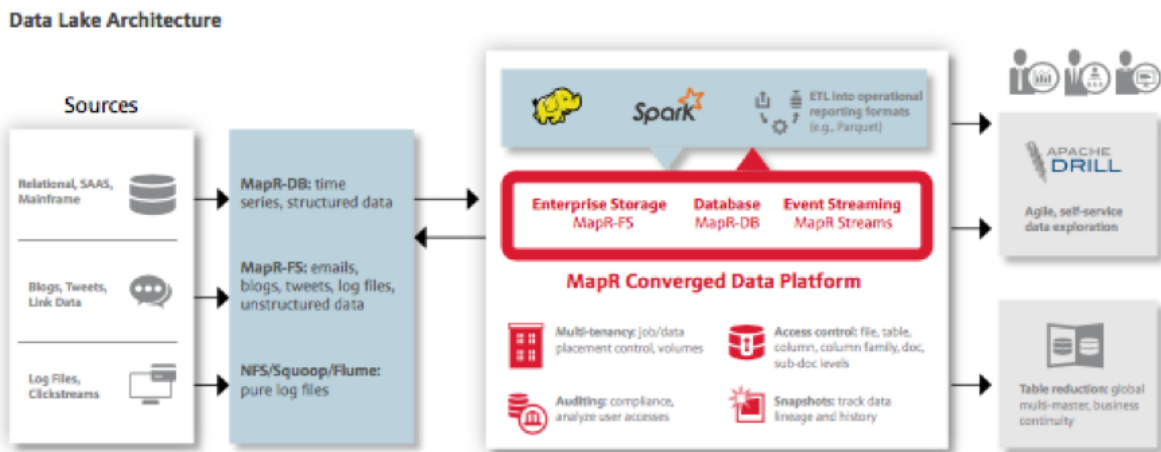 Data Lake Architecture
Sources
Relational, SAAS,
Mainframe
Blogs, Tweets,
Link Data
Log Files,
Clickstreams
MapR-DB: time
series, structured data
MapR-FS: emails,
blogs, tweets, log files,
unstructured data
NFS/Squoop/Flume:
pure log files
Spark
ETL into operational
reporting formats
(e.g., Parquet)
Enterprise Storage
MapR-FS
Database
MapR-DB
Event Streaming
MapR Streams
MapR Converged Data Platform
Multi-tenancy: job/data
placement control, volumes
Access control: file, table,
column, column family, doc,
sub-doc levels
Auditing: compliance,
analyze user accesses
Snapshots: track data
lineage and history
APACHE
DRILL
Agile, self-service
data exploration
Table reduction: global
multi-master, business
continuity